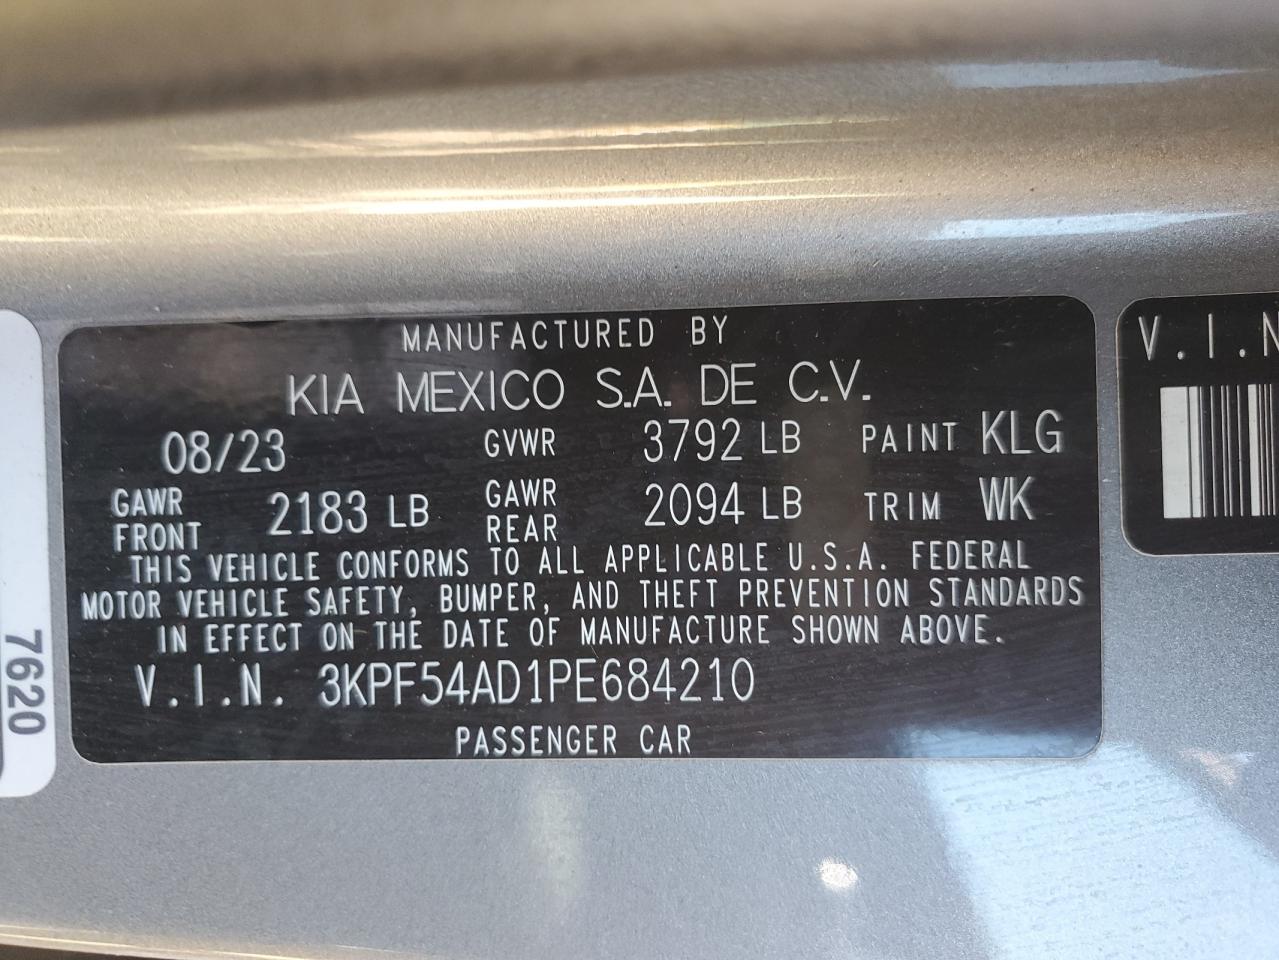 MANUFACTURED BY
KIA MEXICO S.A. DE C.V.
08/23 GVWR 3792 LB PAINT KLG
GAWR FRONT 2183 LB GAWR REAR 2094 LB TRIM WK
THIS VEHICLE CONFORMS TO ALL APPLICABLE U.S.A. FEDERAL
MOTOR VEHICLE SAFETY, BUMPER, AND THEFT PREVENTION STANDARDS
IN EFFECT ON THE DATE OF MANUFACTURE SHOWN ABOVE.
V.I.N. 3KPF54AD1PE684210
PASSENGER CAR
V.I.N
7620